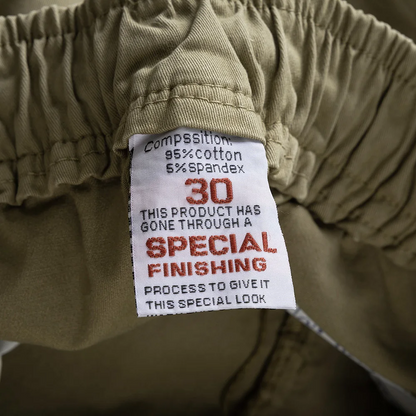 Compssition:
95%cotton
5%spandex
30
THIS PRODUCT HAS
GONE THROUGH A
SPECIAL
FINISHING
PROCESS TO GIVE IT
THIS SPECIAL LOOK